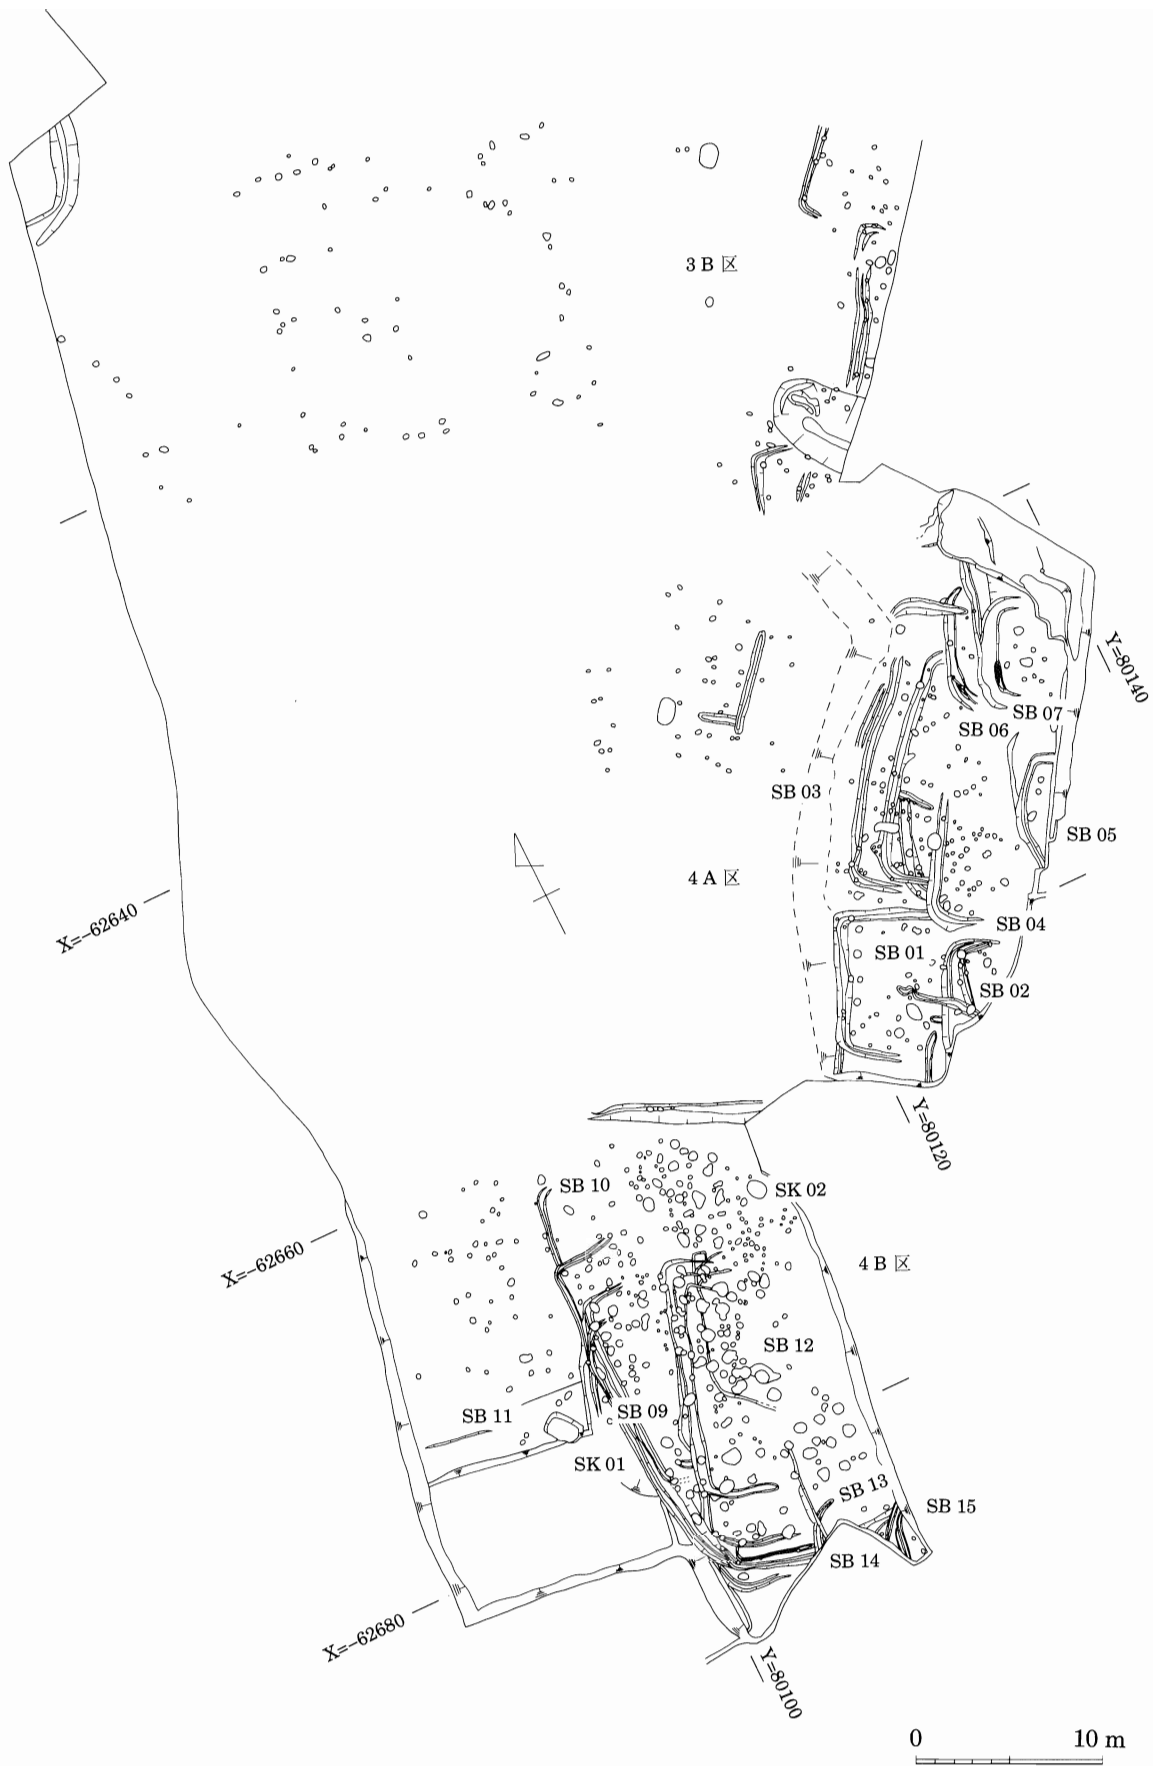 3 B 区
Y=80140
SB 07
SB 06
SB 03
SB 05
4 A 区
X=−62640
SB 04
SB 01
SB 02
Y=80120
SB 10
SK 02
X=−62660
4 B 区
SB 12
SB 11
SB 09
SK 01
SB 13
SB 15
SB 14
X=−62680
Y=80100
0 10 m